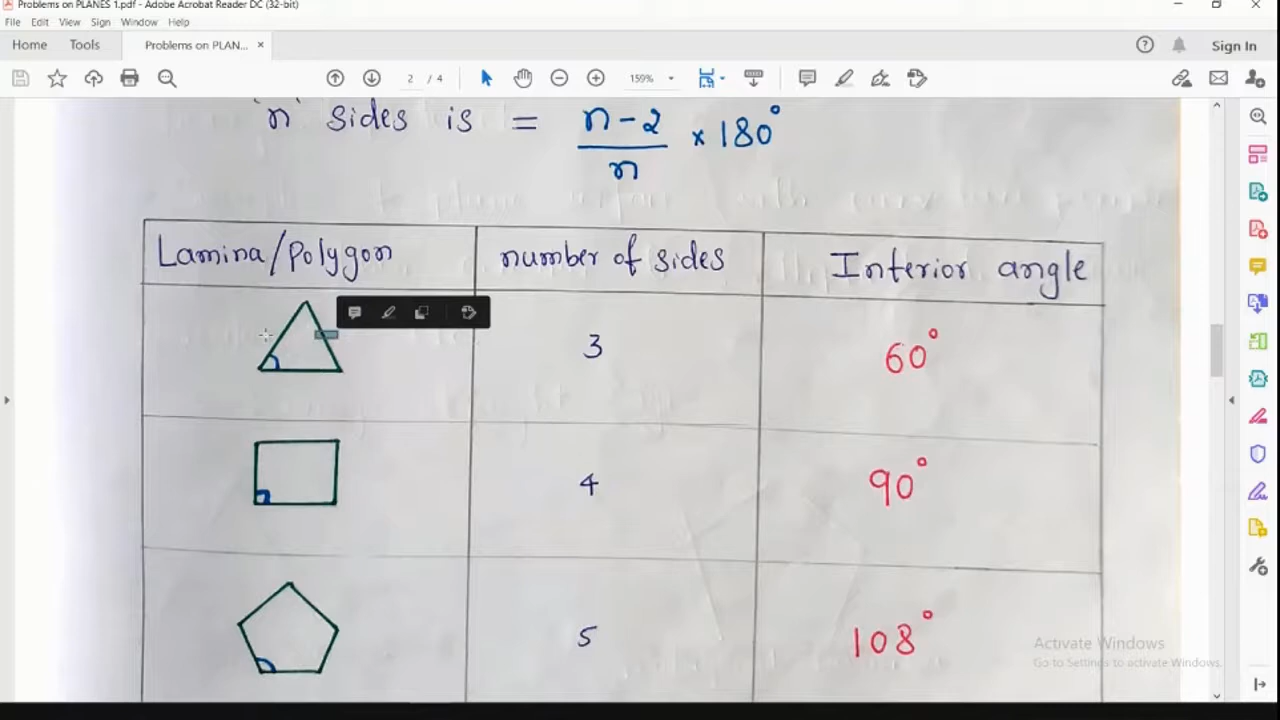 Problems on PLANES 1.pdf - Adobe Acrobat Reader DC (32-bit)
File Edit View Sign Window Help
Home Tools Problems on PLAN... × Sign In
2 / 4 159%
'n' sides is = n-2 / n × 180°
Lamina/Polygon number of sides Interior angle
3 60°
4 90°
5 108°
Activate Windows
Go to Settings to activate Windows.